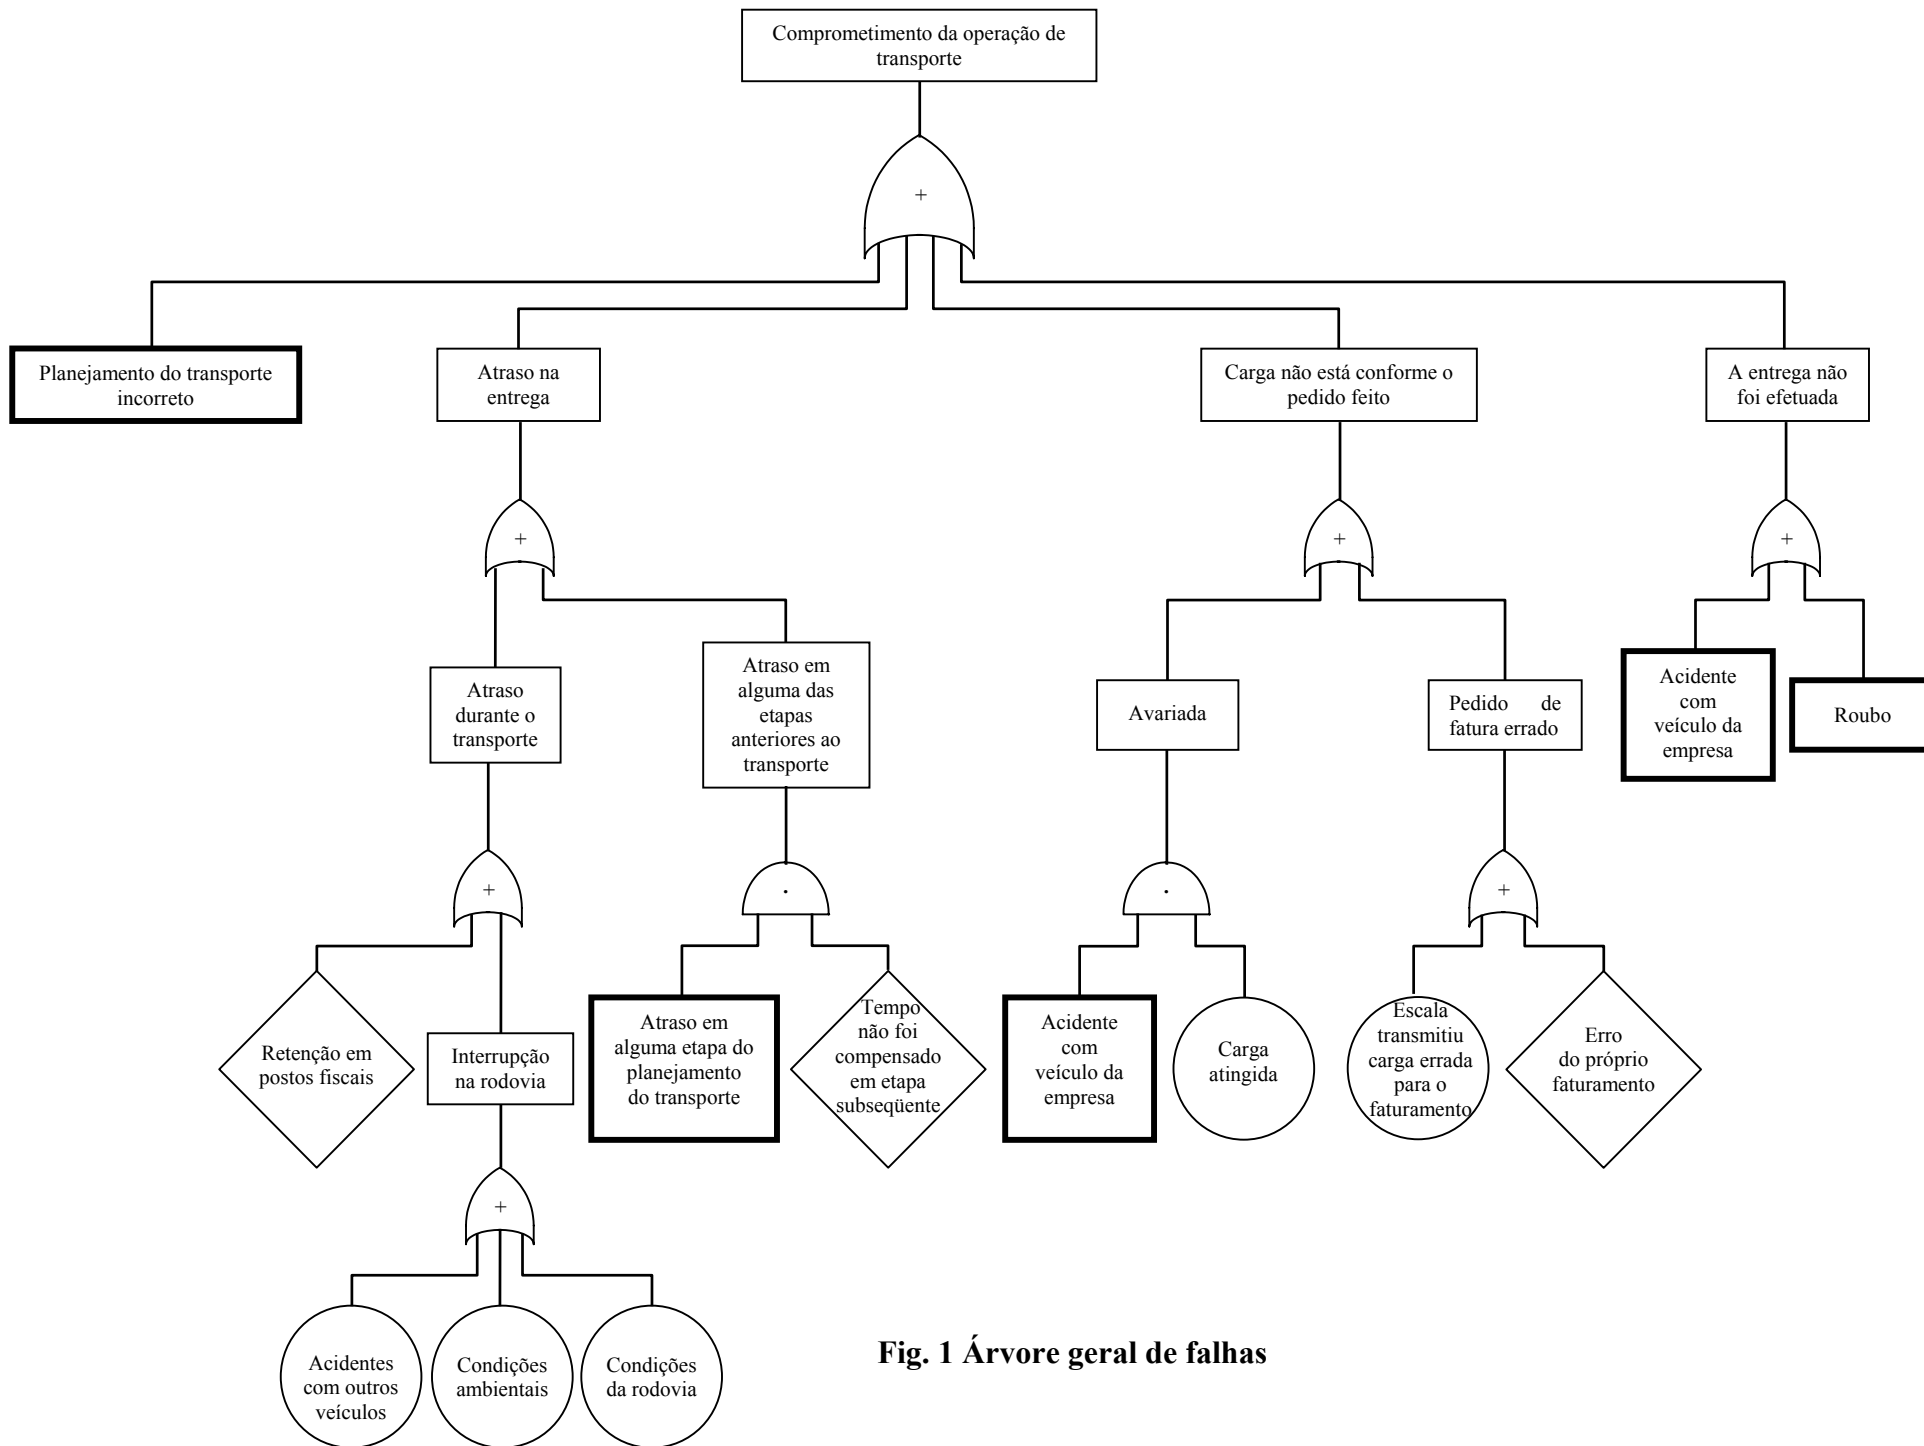 Comprometimento da operação de
transporte
+
Planejamento do transporte
incorreto
Atraso na
entrega
Carga não está conforme o
pedido feito
A entrega não
foi efetuada
+
+
+
Atraso
durante o
transporte
Atraso em
alguma das
etapas
anteriores ao
transporte
Avariada
Pedido de
fatura errado
Acidente
com
veículo da
empresa
Roubo
+
.
.
+
Retenção em
postos fiscais
Interrupção
na rodovia
Atraso em
alguma etapa do
planejamento
do transporte
Tempo
não foi
compensado
em etapa
subseqüente
Acidente
com
veículo da
empresa
Carga
atingida
Escala
transmitiu
carga errada
para o
faturamento
Erro
do próprio
faturamento
+
Acidentes
com outros
veículos
Condições
ambientais
Condições
da rodovia
Fig. 1 Árvore geral de falhas